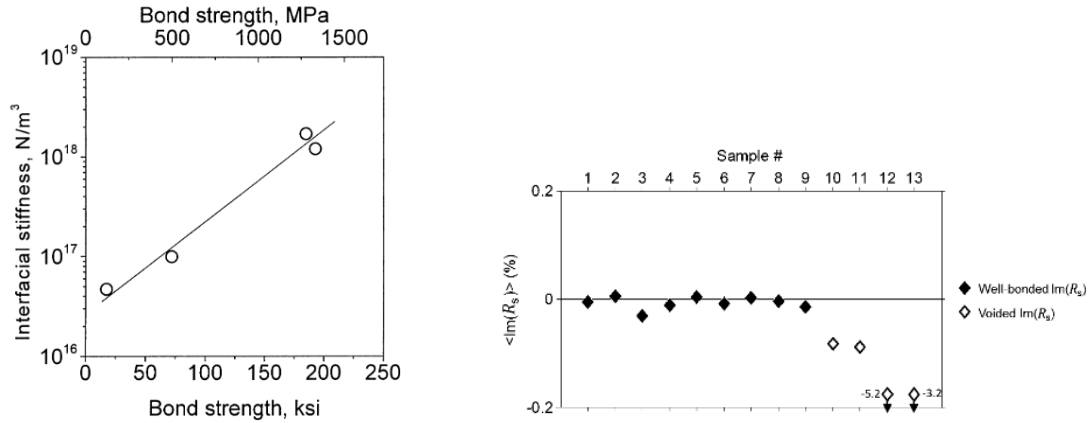 Bond strength, MPa
0 500 1000 1500
10^19
10^18
10^17
10^16
Interfacial stiffness, N/m^3
0 50 100 150 200 250
Bond strength, ksi
Sample #
1 2 3 4 5 6 7 8 9 10 11 12 13
0.2
0
-0.2
<Im(R_s)> (%)
-5.2
-3.2
Well-bonded Im(R_s)
Voided Im(R_s)